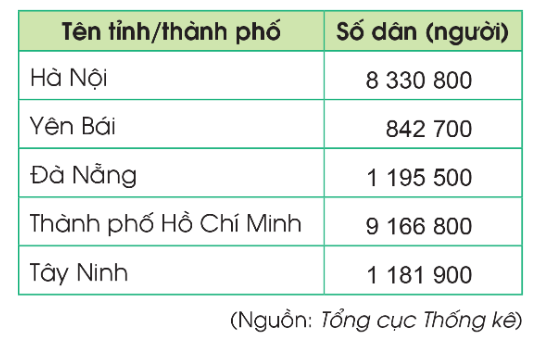 Tên tỉnh/thành phố Số dân (người)
Hà Nội 8 330 800
Yên Bái 842 700
Đà Nẵng 1 195 500
Thành phố Hồ Chí Minh 9 166 800
Tây Ninh 1 181 900
(Nguồn: Tổng cục Thống kê)